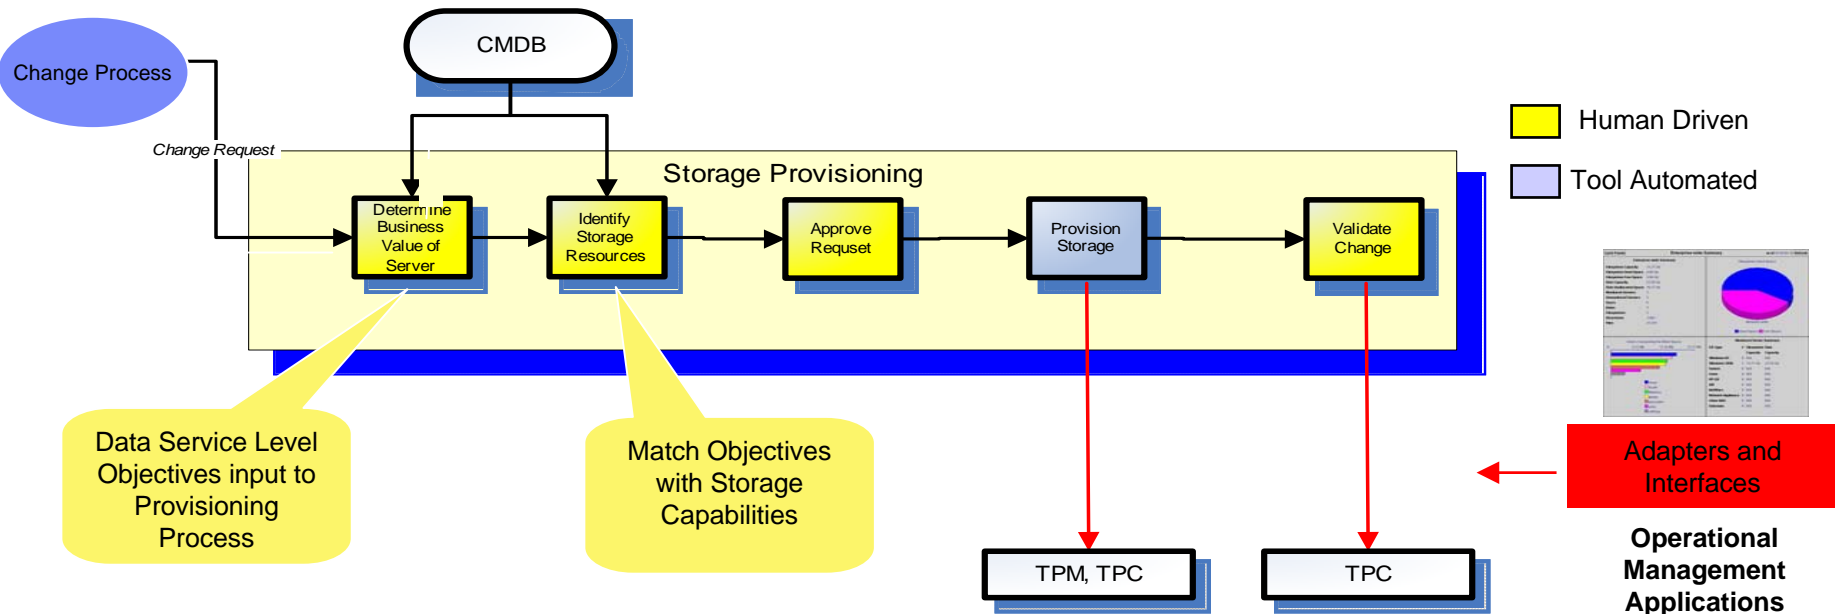 CMDB
Change Process
Human Driven
Change Request
Storage Provisioning
Tool Automated
Determine
Business
Value of
Server
Identify
Storage
Resources
Approve
Requset
Provision
Storage
Validate
Change
Data Service Level
Objectives input to
Provisioning
Process
Match Objectives
with Storage
Capabilities
Adapters and
Interfaces
TPM, TPC
TPC
Operational
Management
Applications